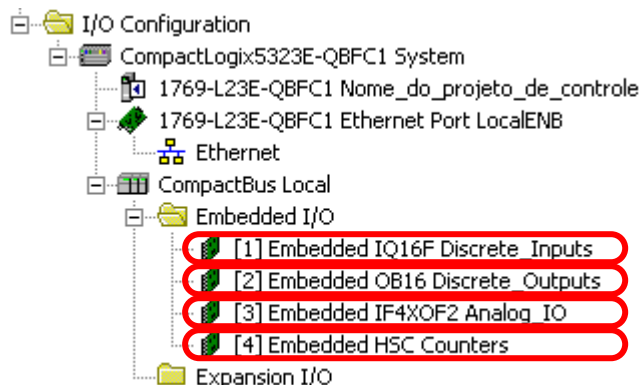 I/O Configuration
CompactLogix5323E-QBFC1 System
1769-L23E-QBFC1 Nome_do_projeto_de_controle
1769-L23E-QBFC1 Ethernet Port LocalENB
Ethernet
CompactBus Local
Embedded I/O
[1] Embedded IQ16F Discrete_Inputs
[2] Embedded OB16 Discrete_Outputs
[3] Embedded IF4XOF2 Analog_IO
[4] Embedded HSC Counters
Expansion I/O